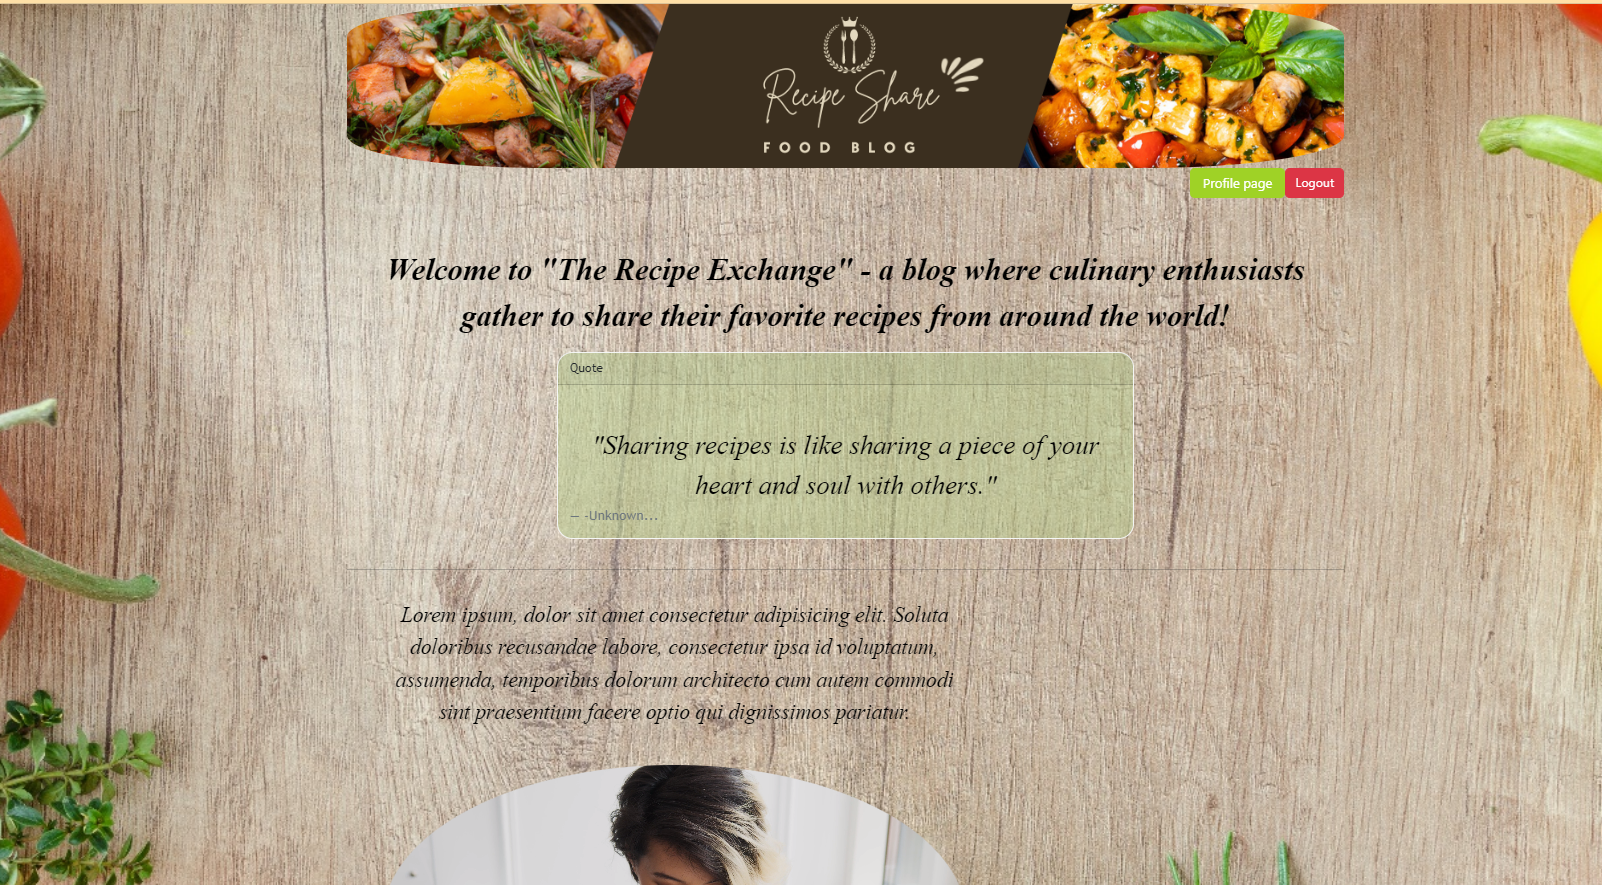 Recipe Share
FOOD BLOG
Profile page
Logout
Welcome to "The Recipe Exchange" - a blog where culinary enthusiasts
gather to share their favorite recipes from around the world!
Quote
"Sharing recipes is like sharing a piece of your
heart and soul with others."
— -Unknown...
Lorem ipsum, dolor sit amet consectetur adipisicing elit. Soluta
doloribus recusandae labore, consectetur ipsa id voluptatum,
assumenda, temporibus dolorum architecto cum autem commodi
sint praesentium facere optio qui dignissimos pariatur.